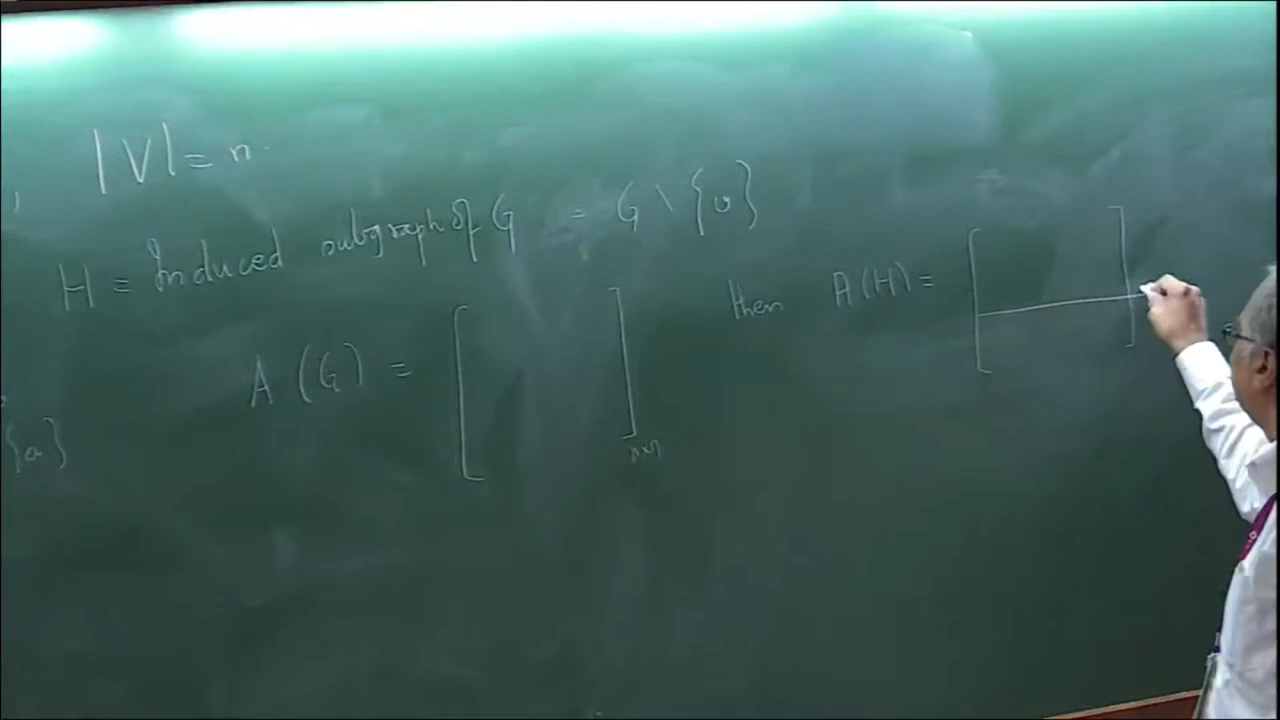 |V| = n.
H = Induced subgraph of G = G \ {v}
then A(H) = [ ]
A(G) = [ ] n×n
{a}